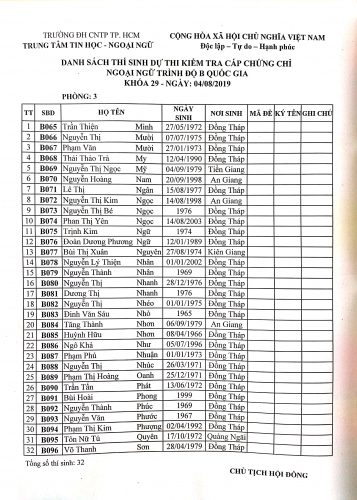 TRƯỜNG ĐH CNTP TP. HCM CỘNG HÒA XÃ HỘI CHỦ NGHĨA VIỆT NAM
TRUNG TÂM TIN HỌC - NGOẠI NGỮ Độc lập – Tự do – Hạnh phúc
DANH SÁCH THÍ SINH DỰ THI KIỂM TRA CẤP CHỨNG CHỈ
NGOẠI NGỮ TRÌNH ĐỘ B QUỐC GIA
KHÓA 29 - NGÀY: 04/08/2019
PHÒNG: 3
TT SBD HỌ TÊN NGÀY SINH NƠI SINH MÃ ĐỀ KÝ TÊN GHI CHÚ
1 B065 Trần Thiện Minh 27/05/1972 Đồng Tháp
2 B066 Nguyễn Thị Mười 07/07/1975 Đồng Tháp
3 B067 Phạm Văn Mười 27/01/1973 Đồng Tháp
4 B068 Thái Thảo Trà My 12/04/1990 Đồng Tháp
5 B069 Nguyễn Thị Ngọc Mỹ 04/09/1979 Tiền Giang
6 B070 Nguyễn Hoàng Nam 20/09/1998 An Giang
7 B071 Lê Thị Ngân 15/08/1977 Đồng Tháp
8 B072 Nguyễn Thị Kim Ngọc 14/08/1998 An Giang
9 B073 Nguyễn Thị Bé Ngọc 1976 Đồng Tháp
10 B074 Phan Thị Yến Ngọc 14/08/2003 Đồng Tháp
11 B075 Trịnh Kim Ngữ 1974 Đồng Tháp
12 B076 Đoàn Dương Phương Ngữ 12/01/1989 Đồng Tháp
13 B077 Bùi Thị Xuân Nguyên 27/08/1974 Kiên Giang
14 B078 Nguyễn Lý Thiện Nhân 01/01/2002 Đồng Tháp
15 B079 Nguyễn Thành Nhân 1969 Đồng Tháp
16 B080 Nguyễn Thị Nhanh 28/12/1976 Đồng Tháp
17 B081 Dương Thị Nhanh 1976 Đồng Tháp
18 B082 Nguyễn Thị Nhéo 01/01/1975 Đồng Tháp
19 B083 Đinh Văn Sáu Nhỏ 1965 Đồng Tháp
20 B084 Tăng Thành Nhơn 06/09/1979 An Giang
21 B085 Huỳnh Thị Nhơn 08/04/1966 Đồng Tháp
22 B086 Ngô Khả Như 05/07/1996 Đồng Tháp
23 B087 Phạm Phú Nhuận 01/01/1973 Đồng Tháp
24 B088 Nguyễn Thị Nhúc 26/03/1971 Đồng Tháp
25 B089 Phạm Thị Hoàng Oanh 25/12/1971 Đồng Tháp
26 B090 Trần Tấn Phát 13/06/1972 Đồng Tháp
27 B091 Bùi Hoài Phong 1999 Đồng Tháp
28 B092 Nguyễn Thành Phúc 1969 Đồng Tháp
29 B093 Nguyễn Văn Phước 1967 Đồng Tháp
30 B094 Phạm Thị Kim Phượng 02/04/1992 Đồng Tháp
31 B095 Tôn Nữ Tú Quyên 17/10/1972 Quảng Ngãi
32 B096 Võ Thanh Sơn 28/04/1979 Đồng Tháp
Tổng số thí sinh: 32
CHỦ TỊCH HỘI ĐỒNG